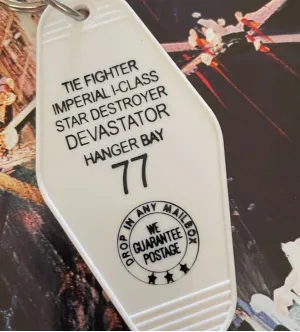 TIE FIGHTER
IMPERIAL I-CLASS
STAR DESTROYER
DEVASTATOR
HANGER BAY
77
DROP IN ANY MAILBOX
WE
GUARANTEE
POSTAGE